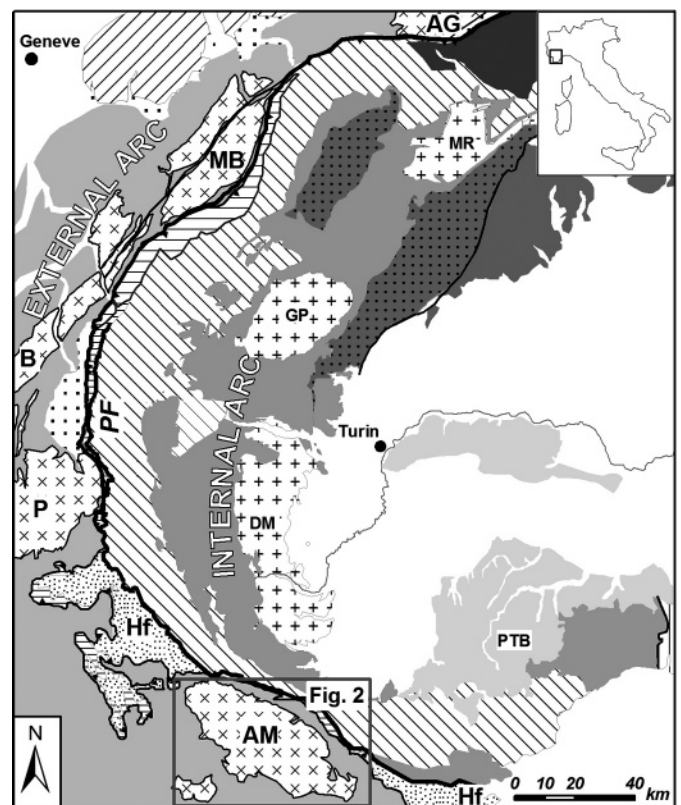 AG
Geneve
MB
MR
EXTERNAL ARC
GP
B
PF
INTERNAL ARC
Turin
P
DM
Hf
PTB
Fig. 2
AM
N
Hf
0 20 40
km